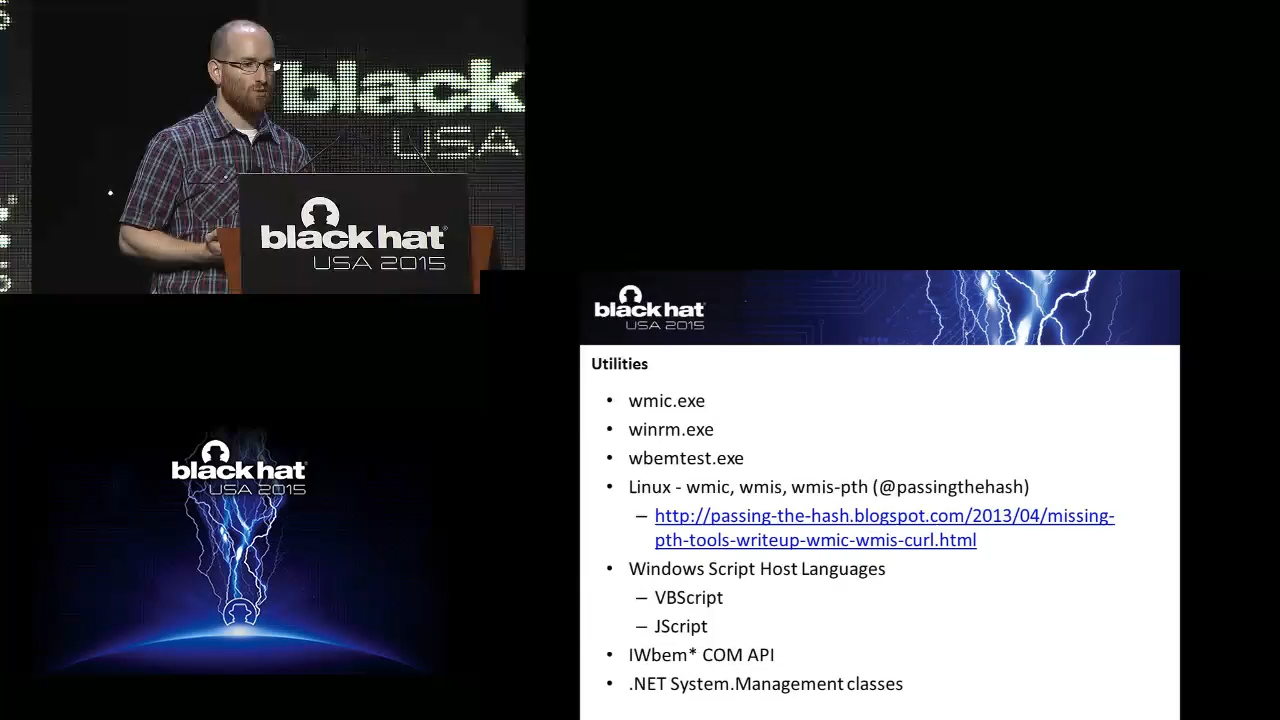 black
USA
black hat
USA 2015
black hat
USA 2015
black hat
USA 2015
Utilities
• wmic.exe
• winrm.exe
• wbemtest.exe
• Linux - wmic, wmis, wmis-pth (@passingthehash)
– http://passing-the-hash.blogspot.com/2013/04/missing-
pth-tools-writeup-wmic-wmis-curl.html
• Windows Script Host Languages
– VBScript
– JScript
• IWbem* COM API
• .NET System.Management classes